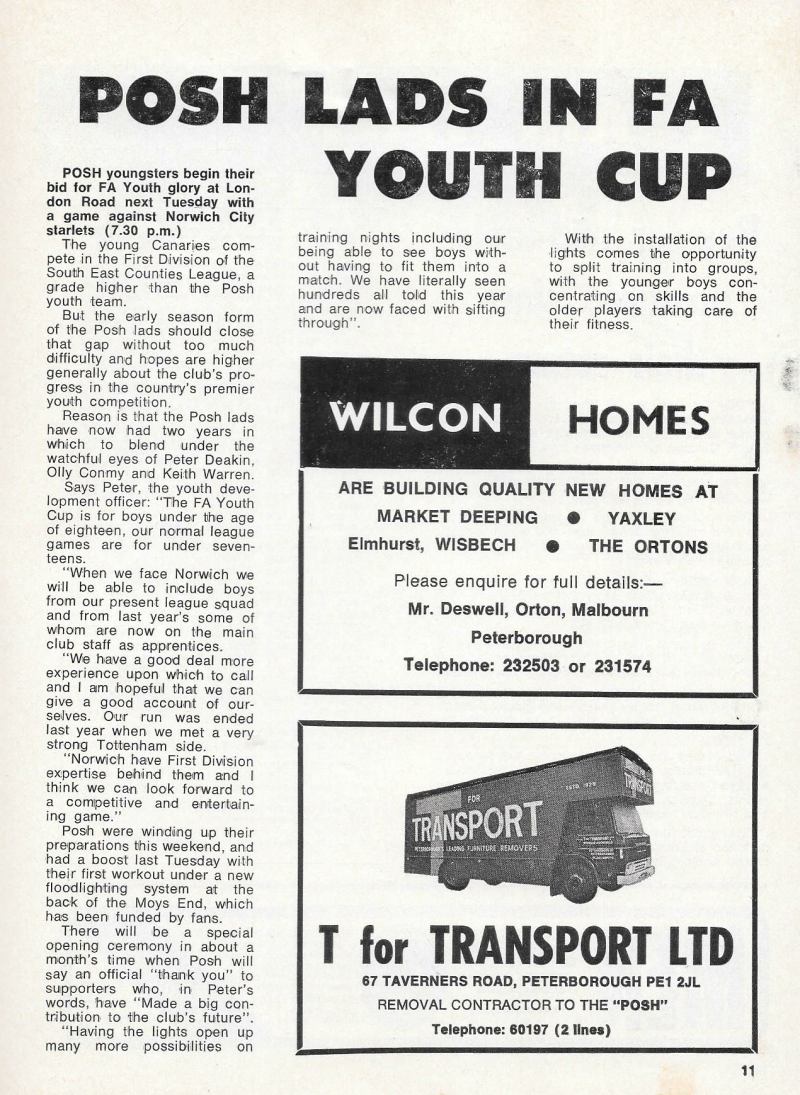 POSH LADS IN FA
YOUTH CUP
POSH youngsters begin their
bid for FA Youth glory at Lon-
don Road next Tuesday with
a game against Norwich City
starlets (7.30 p.m.)
The young Canaries com-
pete in the First Division of the
South East Counties League, a
grade higher than the Posh
youth team.
But the early season form
of the Posh lads should close
that gap without too much
difficulty and hopes are higher
generally about the club's pro-
gress in the country's premier
youth competition.
Reason is that the Posh lads
have now had two years in
which to blend under the
watchful eyes of Peter Deakin,
Olly Conmy and Keith Warren.
Says Peter, the youth deve-
lopment officer: "The FA Youth
Cup is for boys under the age
of eighteen, our normal league
games are for under seven-
teens.
"When we face Norwich we
will be able to include boys
from our present league squad
and from last year's some of
whom are now on the main
club staff as apprentices.
"We have a good deal more
experience upon which to call
and I am hopeful that we can
give a good account of our-
selves. Our run was ended
last year when we met a very
strong Tottenham side.
"Norwich have First Division
expertise behind them and I
think we can look forward to
a competitive and entertain-
ing game."
Posh were winding up their
preparations this weekend, and
had a boost last Tuesday with
their first workout under a new
floodlighting system at the
back of the Moys End, which
has been funded by fans.
There will be a special
opening ceremony in about a
month's time when Posh will
say an official "thank you" to
supporters who, in Peter's
words, have "Made a big con-
tribution to the club's future".
"Having the lights open up
many more possibilities on
training nights including our
being able to see boys with-
out having to fit them into a
match. We have literally seen
hundreds all told this year
and are now faced with sifting
through".
With the installation of the
lights comes the opportunity
to split training into groups,
with the younger boys con-
centrating on skills and the
older players taking care of
their fitness.
WILCON HOMES
ARE BUILDING QUALITY NEW HOMES AT
MARKET DEEPING ● YAXLEY
Elmhurst, WISBECH ● THE ORTONS
Please enquire for full details:—
Mr. Deswell, Orton, Malbourn
Peterborough
Telephone: 232503 or 231574
FOR
TRANSPORT
PETERBOROUGH'S LEADING FURNITURE REMOVERS
ESTD. 1929
TRANSPORT
T for TRANSPORT LTD
67 TAVERNERS ROAD, PETERBOROUGH PE1 2JL
REMOVAL CONTRACTOR TO THE "POSH"
Telephone: 60197 (2 lines)
11